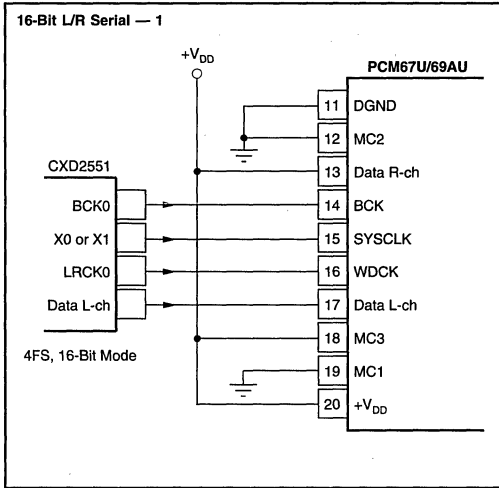 16-Bit L/R Serial — 1
+VDD
PCM67U/69AU
11 DGND
12 MC2
CXD2551
13 Data R-ch
BCK0
14 BCK
X0 or X1
15 SYSCLK
LRCK0
16 WDCK
Data L-ch
17 Data L-ch
4FS, 16-Bit Mode
18 MC3
19 MC1
20 +VDD